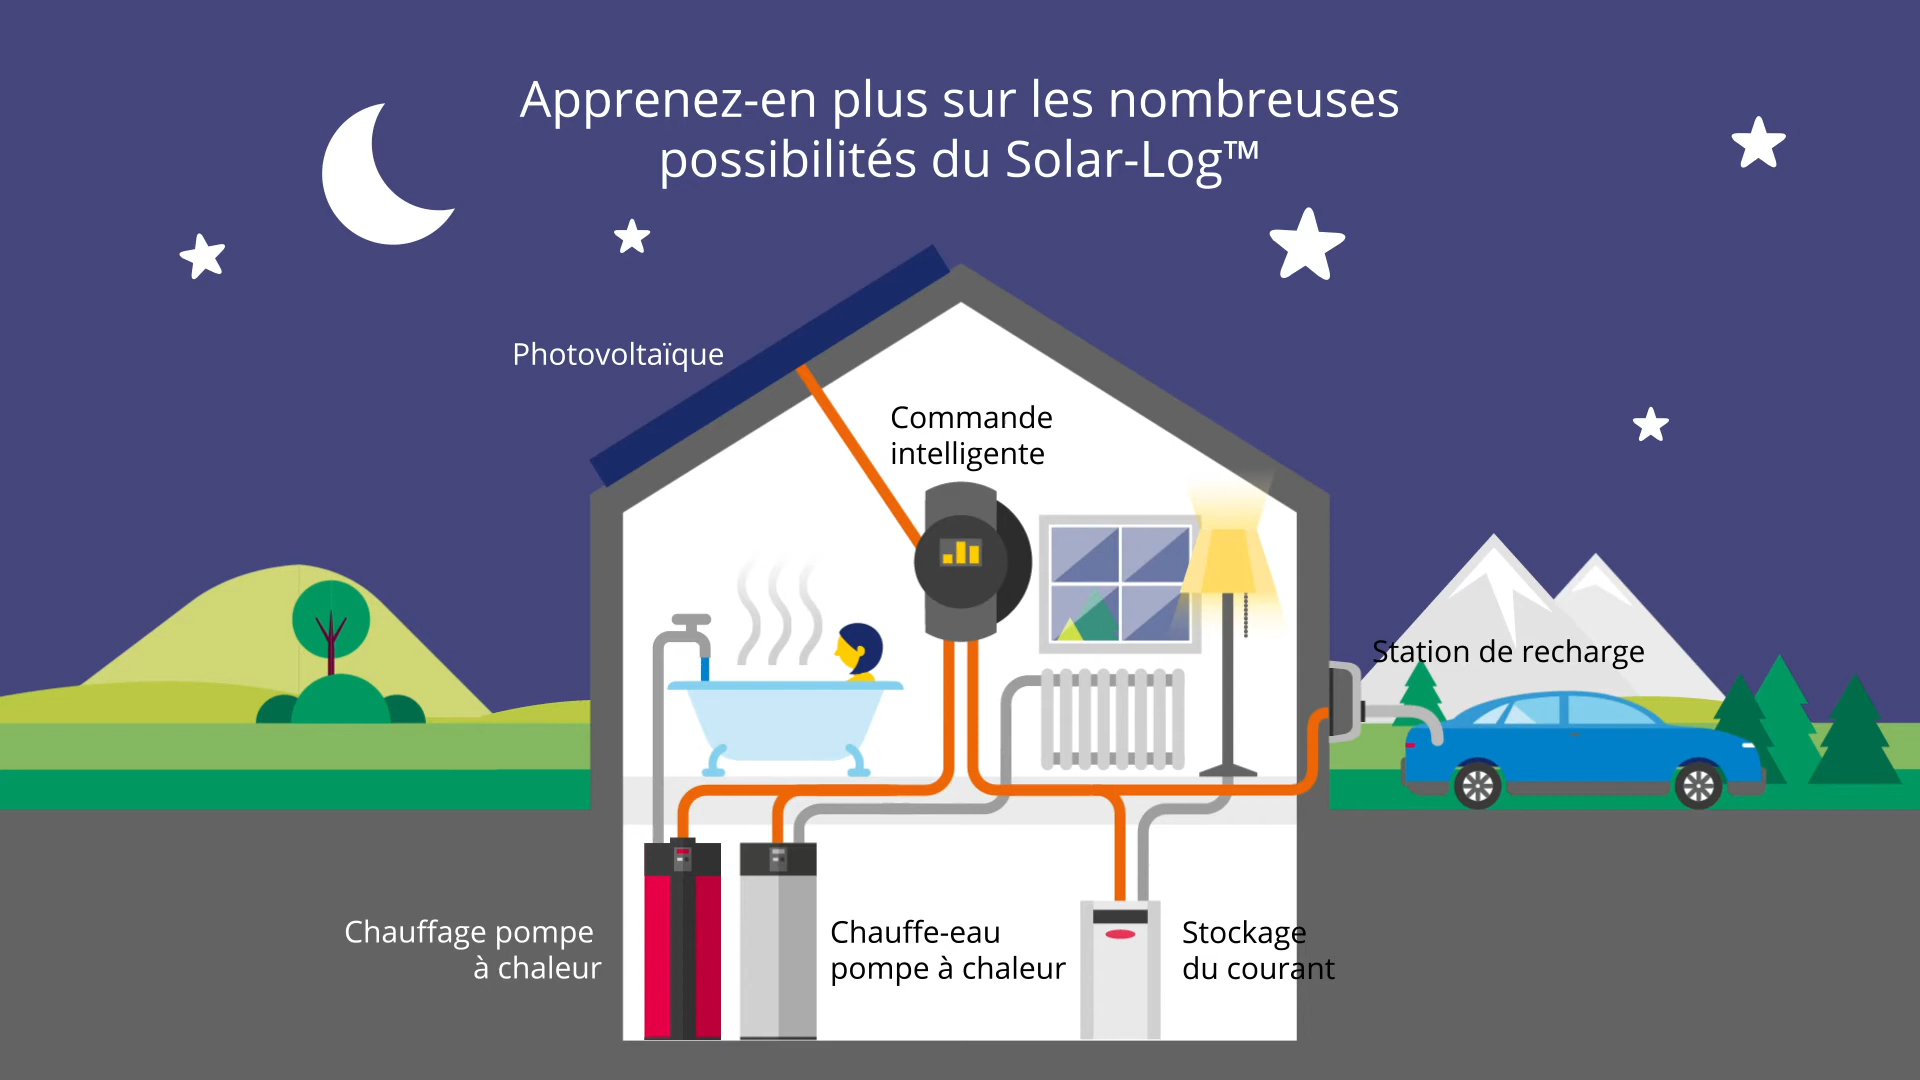 Apprenez-en plus sur les nombreuses
possibilités du Solar-Log™
Photovoltaïque
Commande
intelligente
Station de recharge
Chauffage pompe
à chaleur
Chauffe-eau
pompe à chaleur
Stockage
du courant